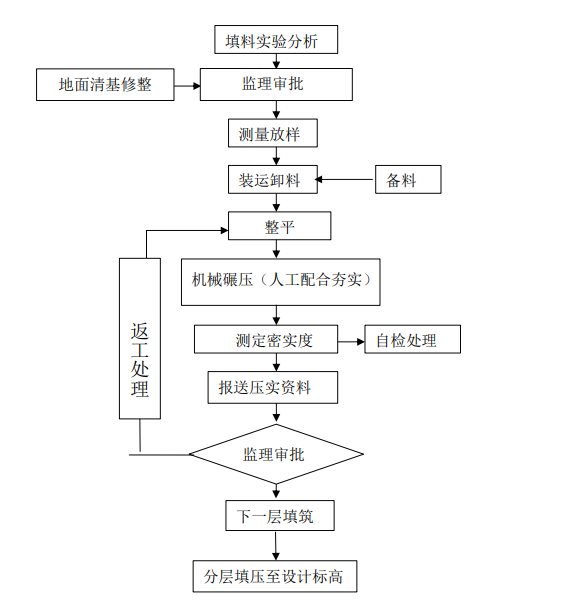 填料实验分析
地面清基修整
监理审批
测量放样
装运卸料
备料
整平
机械碾压（人工配合夯实）
返工处理
测定密实度
自检处理
报送压实资料
监理审批
下一层填筑
分层填压至设计标高